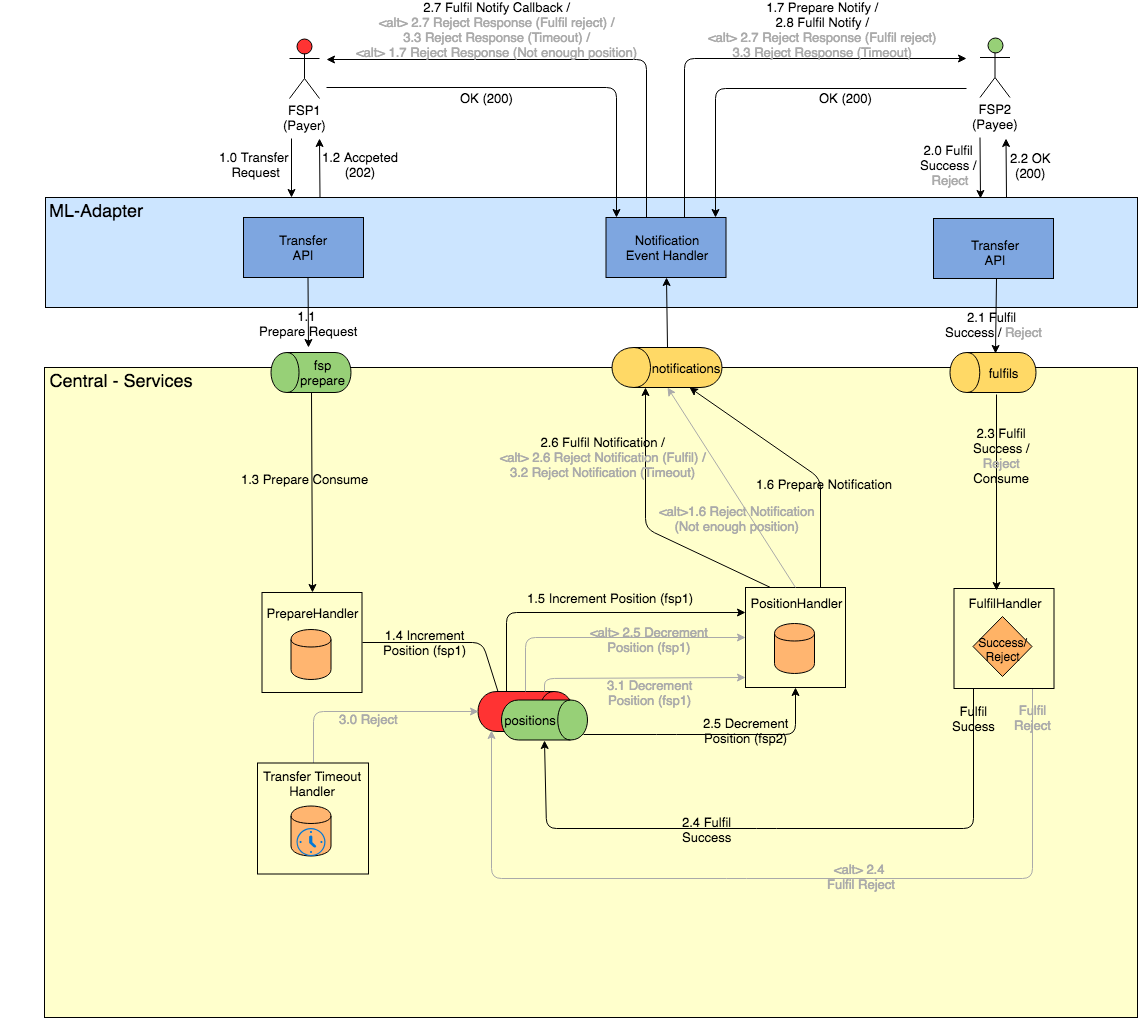 2.7 Fulfil Notify Callback /
<alt> 2.7 Reject Response (Fulfil reject) /
3.3 Reject Response (Timeout) /
<alt> 1.7 Reject Response (Not enough position)
1.7 Prepare Notify /
2.8 Fulfil Notify /
<alt> 2.7 Reject Response (Fulfil reject)
3.3 Reject Response (Timeout)
OK (200)
OK (200)
FSP1
(Payer)
FSP2
(Payee)
1.0 Transfer
Request
1.2 Accpeted
(202)
2.0 Fulfil
Success /
Reject
2.2 OK
(200)
ML-Adapter
Transfer
API
Notification
Event Handler
Transfer
API
1.1
Prepare Request
2.1 Fulfil
Success / Reject
Central - Services
fsp
prepare
notifications
fulfils
1.3 Prepare Consume
2.6 Fulfil Notification /
<alt> 2.6 Reject Notification (Fulfil) /
3.2 Reject Notification (Timeout)
2.3 Fulfil
Success /
Reject
Consume
1.6 Prepare Notification
<alt>1.6 Reject Notification
(Not enough position)
PrepareHandler
1.4 Increment
Position (fsp1)
1.5 Increment Position (fsp1)
<alt> 2.5 Decrement
Position (fsp1)
3.1 Decrement
Position (fsp1)
PositionHandler
FulfilHandler
Success/
Reject
3.0 Reject
positions
2.5 Decrement
Position (fsp2)
Fulfil
Sucess
Fulfil
Reject
Transfer Timeout
Handler
2.4 Fulfil
Success
<alt> 2.4
Fulfil Reject